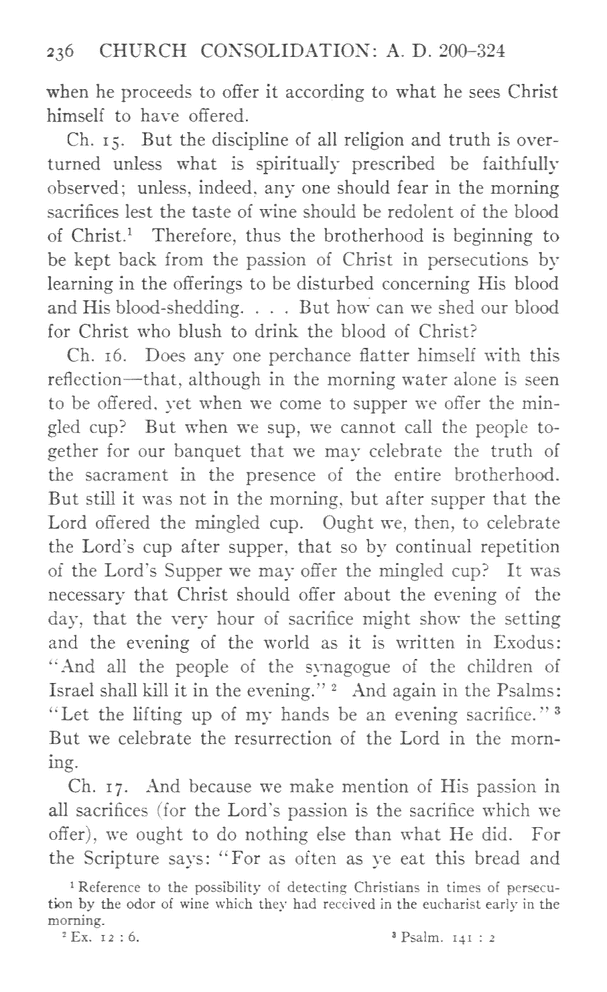 236 CHURCH CONSOLIDATION: A. D. 200–324
when he proceeds to offer it according to what he sees Christ
himself to have offered.
Ch. 15. But the discipline of all religion and truth is over-
turned unless what is spiritually prescribed be faithfully
observed; unless, indeed, any one should fear in the morning
sacrifices lest the taste of wine should be redolent of the blood
of Christ.¹ Therefore, thus the brotherhood is beginning to
be kept back from the passion of Christ in persecutions by
learning in the offerings to be disturbed concerning His blood
and His blood-shedding. . . . But how can we shed our blood
for Christ who blush to drink the blood of Christ?
Ch. 16. Does any one perchance flatter himself with this
reflection—that, although in the morning water alone is seen
to be offered, yet when we come to supper we offer the min-
gled cup? But when we sup, we cannot call the people to-
gether for our banquet that we may celebrate the truth of
the sacrament in the presence of the entire brotherhood.
But still it was not in the morning, but after supper that the
Lord offered the mingled cup. Ought we, then, to celebrate
the Lord's cup after supper, that so by continual repetition
of the Lord's Supper we may offer the mingled cup? It was
necessary that Christ should offer about the evening of the
day, that the very hour of sacrifice might show the setting
and the evening of the world as it is written in Exodus:
“And all the people of the synagogue of the children of
Israel shall kill it in the evening.” ² And again in the Psalms:
“Let the lifting up of my hands be an evening sacrifice.” ³
But we celebrate the resurrection of the Lord in the morn-
ing.
Ch. 17. And because we make mention of His passion in
all sacrifices (for the Lord's passion is the sacrifice which we
offer), we ought to do nothing else than what He did. For
the Scripture says: “For as often as ye eat this bread and
¹ Reference to the possibility of detecting Christians in times of persecu-
tion by the odor of wine which they had received in the eucharist early in the
morning.
² Ex. 12 : 6. ³ Psalm. 141 : 2